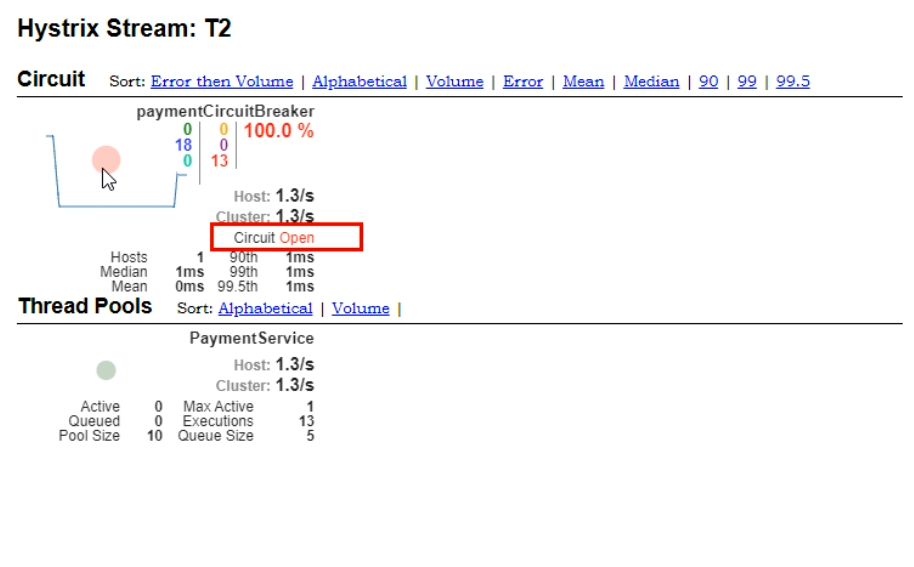 Hystrix Stream: T2
Circuit Sort: Error then Volume | Alphabetical | Volume | Error | Mean | Median | 90 | 99 | 99.5
paymentCircuitBreaker
0 0 100.0 %
18 0
0 13
Host: 1.3/s
Cluster: 1.3/s
Circuit Open
Hosts 1 90th 1ms
Median 1ms 99th 1ms
Mean 0ms 99.5th 1ms
Thread Pools Sort: Alphabetical | Volume |
PaymentService
Host: 1.3/s
Cluster: 1.3/s
Active 0 Max Active 1
Queued 0 Executions 13
Pool Size 10 Queue Size 5